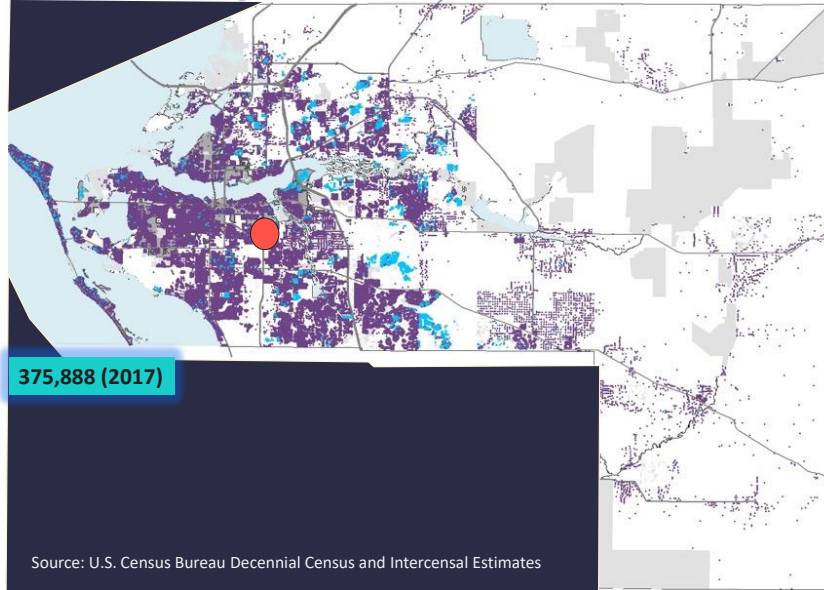 375,888 (2017)
Source: U.S. Census Bureau Decennial Census and Intercensal Estimates